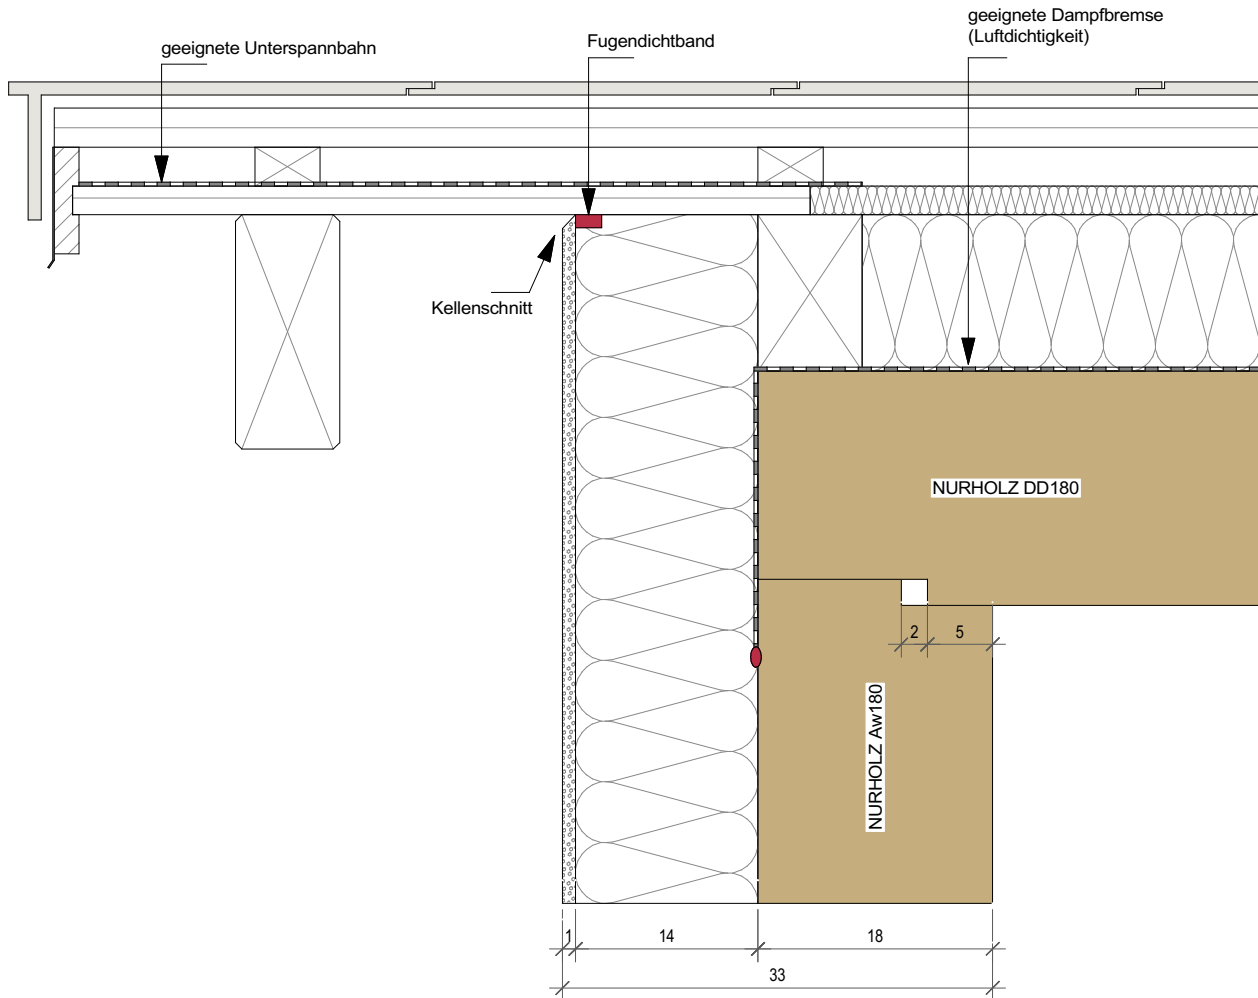 geeignete Dampfbremse
(Luftdichtigkeit)
geeignete Unterspannbahn
Fugendichtband
Kellenschnitt
NURHOLZ DD180
2
5
NURHOLZ Aw180
1
14
18
33